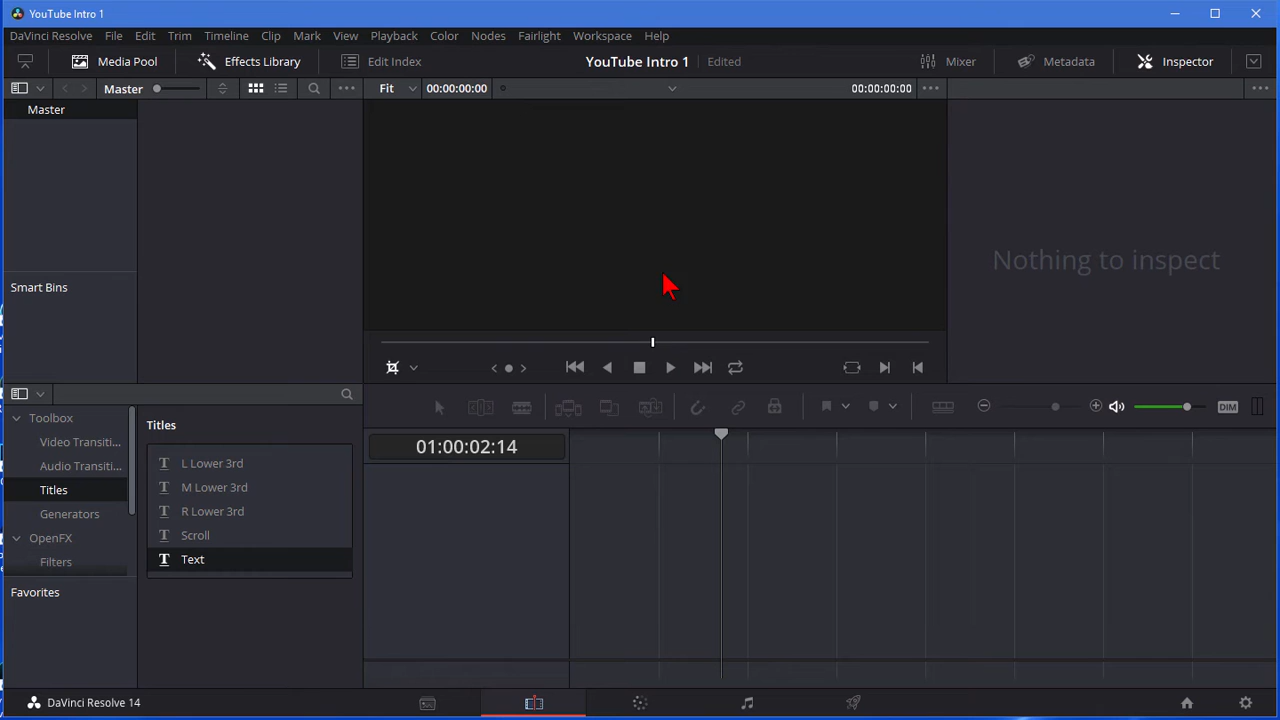 YouTube Intro 1
DaVinci Resolve File Edit Trim Timeline Clip Mark View Playback Color Nodes Fairlight Workspace Help
Media Pool Effects Library Edit Index YouTube Intro 1 Edited Mixer Metadata Inspector
Master Fit 00:00:00:00 00:00:00:00
Master
Nothing to inspect
Smart Bins
Toolbox
Titles
Video Transiti...
01:00:02:14
L Lower 3rd
Audio Transiti...
M Lower 3rd
Titles
R Lower 3rd
Generators
Scroll
OpenFX
Text
Filters
Favorites
DaVinci Resolve 14
DIM